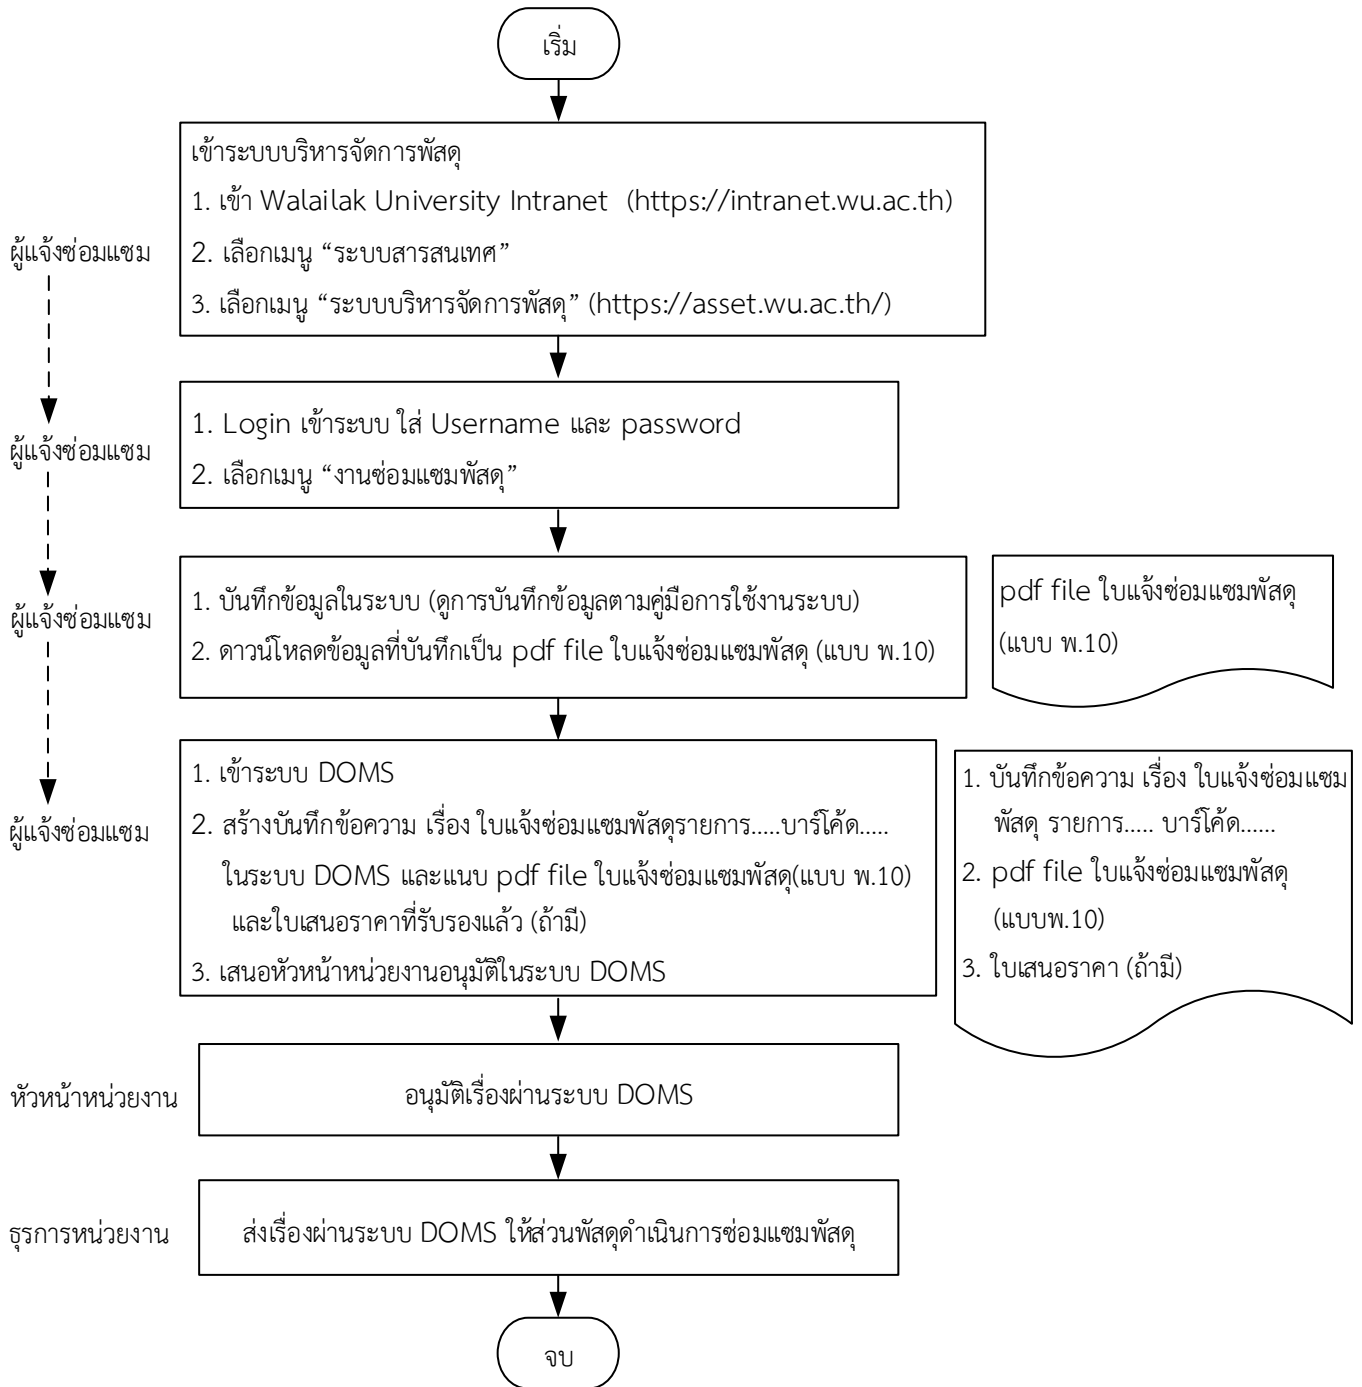 เริ่ม
เข้าระบบบริหารจัดการพัสดุ
1. เข้า Walailak University Intranet (https://intranet.wu.ac.th)
ผู้แจ้งซ่อมแซม
2. เลือกเมนู “ระบบสารสนเทศ”
3. เลือกเมนู “ระบบบริหารจัดการพัสดุ” (https://asset.wu.ac.th/)
1. Login เข้าระบบ ใส่ Username และ password
ผู้แจ้งซ่อมแซม
2. เลือกเมนู “งานซ่อมแซมพัสดุ”
1. บันทึกข้อมูลในระบบ (ดูการบันทึกข้อมูลตามคู่มือการใช้งานระบบ)
ผู้แจ้งซ่อมแซม
2. ดาวน์โหลดข้อมูลที่บันทึกเป็น pdf file ใบแจ้งซ่อมแซมพัสดุ (แบบ พ.10)
pdf file ใบแจ้งซ่อมแซมพัสดุ
(แบบ พ.10)
1. เข้าระบบ DOMS
ผู้แจ้งซ่อมแซม
2. สร้างบันทึกข้อความ เรื่อง ใบแจ้งซ่อมแซมพัสดุรายการ.....บาร์โค้ด.....
ในระบบ DOMS และแนบ pdf file ใบแจ้งซ่อมแซมพัสดุ(แบบ พ.10)
และใบเสนอราคาที่รับรองแล้ว (ถ้ามี)
3. เสนอหัวหน้าหน่วยงานอนุมัติในระบบ DOMS
1. บันทึกข้อความ เรื่อง ใบแจ้งซ่อมแซม
พัสดุ รายการ..... บาร์โค้ด......
2. pdf file ใบแจ้งซ่อมแซมพัสดุ
(แบบพ.10)
3. ใบเสนอราคา (ถ้ามี)
หัวหน้าหน่วยงาน
อนุมัติเรื่องผ่านระบบ DOMS
ธุรการหน่วยงาน
ส่งเรื่องผ่านระบบ DOMS ให้ส่วนพัสดุดำเนินการซ่อมแซมพัสดุ
จบ